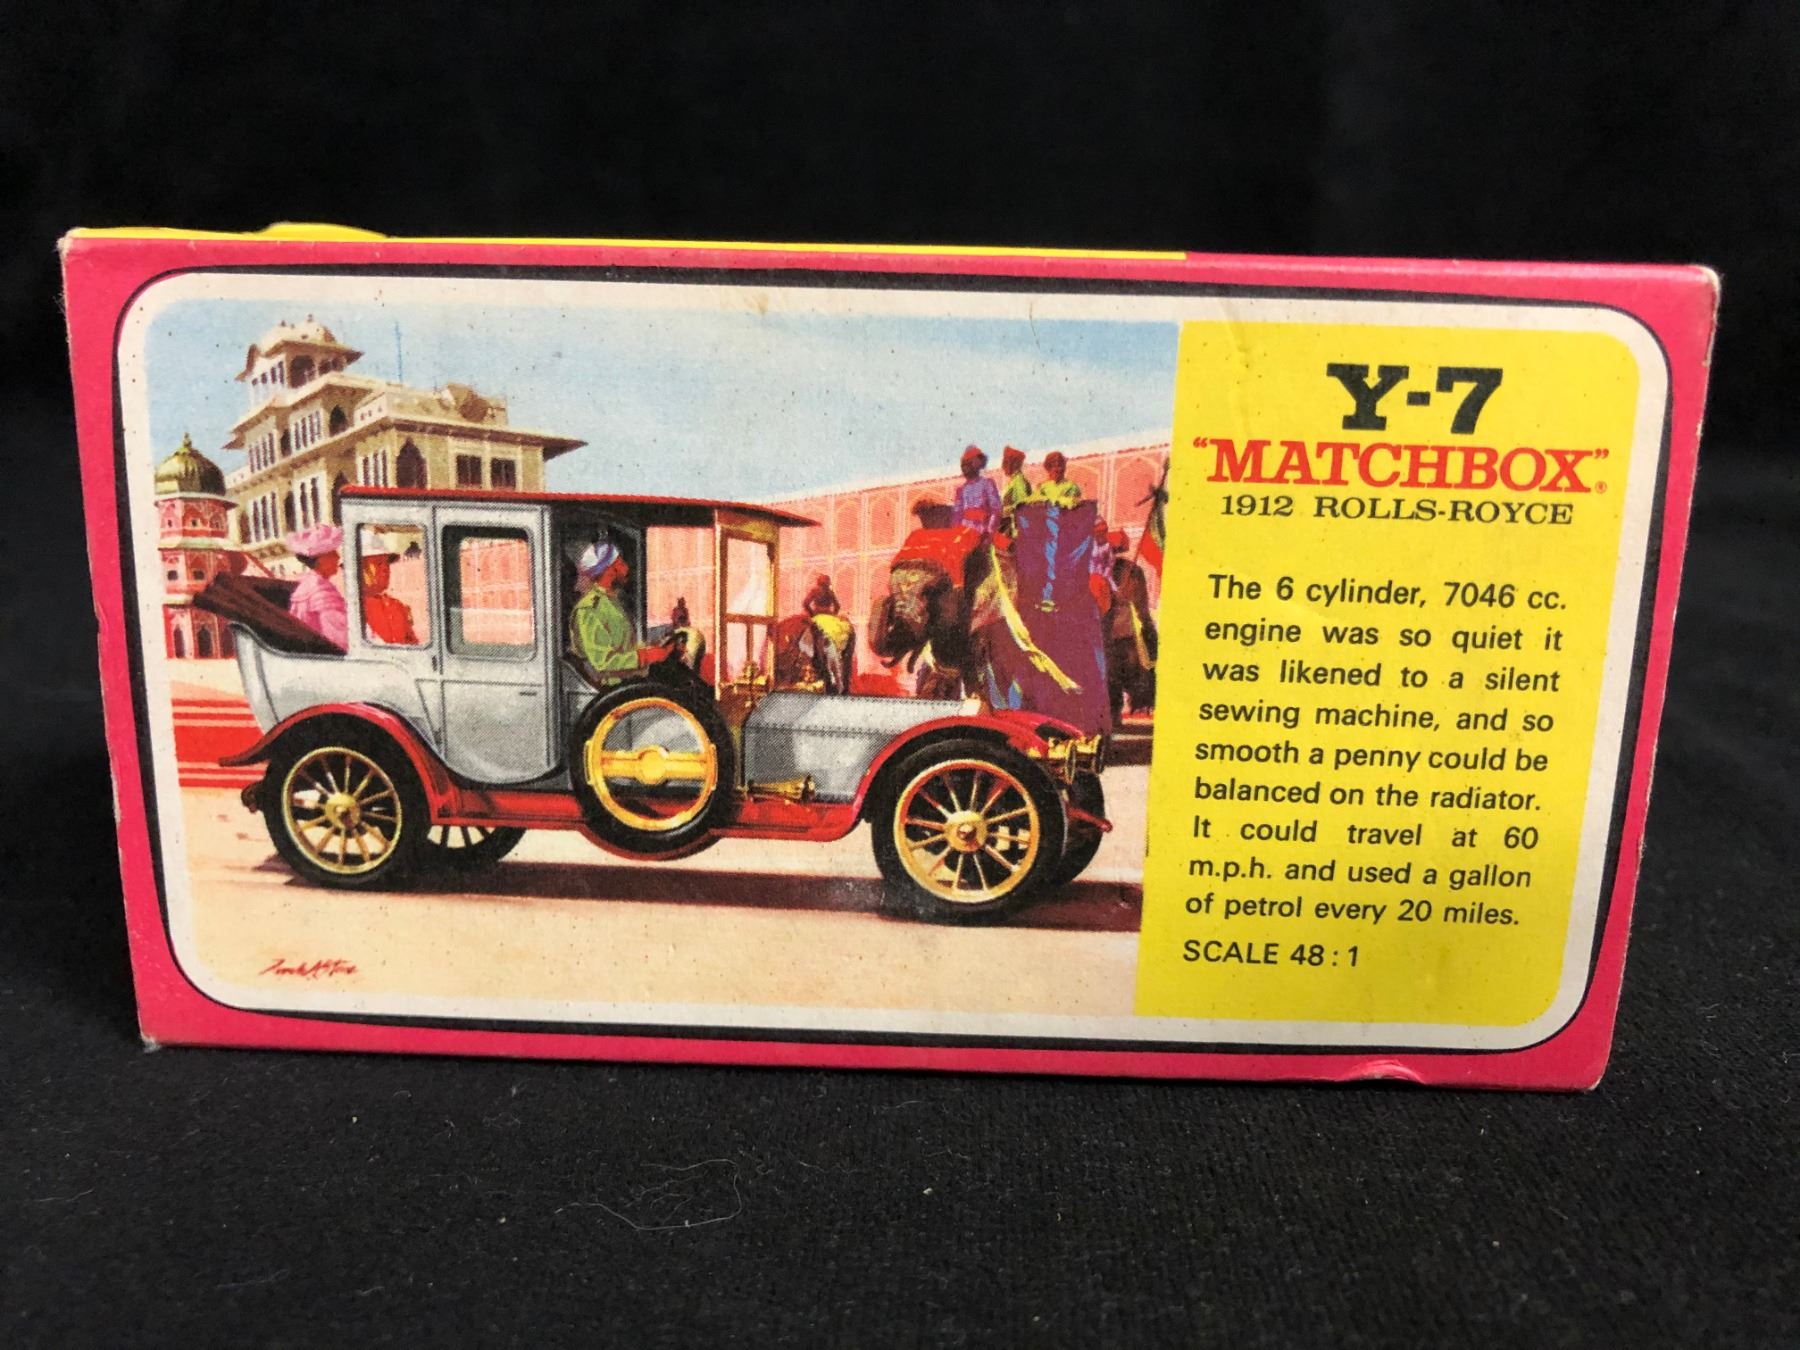 Y-7
"MATCHBOX"®
1912 ROLLS-ROYCE
The 6 cylinder, 7046 cc.
engine was so quiet it
was likened to a silent
sewing machine, and so
smooth a penny could be
balanced on the radiator.
It could travel at 60
m.p.h. and used a gallon
of petrol every 20 miles.
SCALE 48 : 1